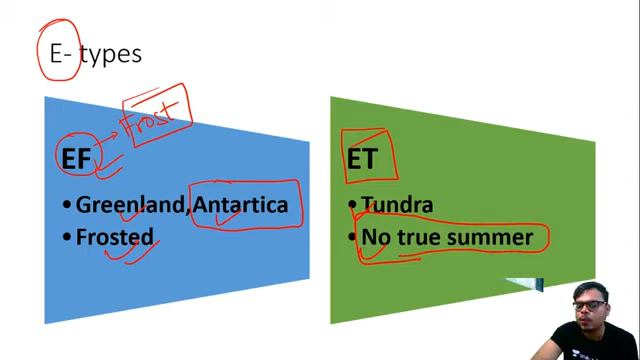 E- types
Frost
EF
• Greenland,Antartica
• Frosted
ET
• Tundra
• No true summer